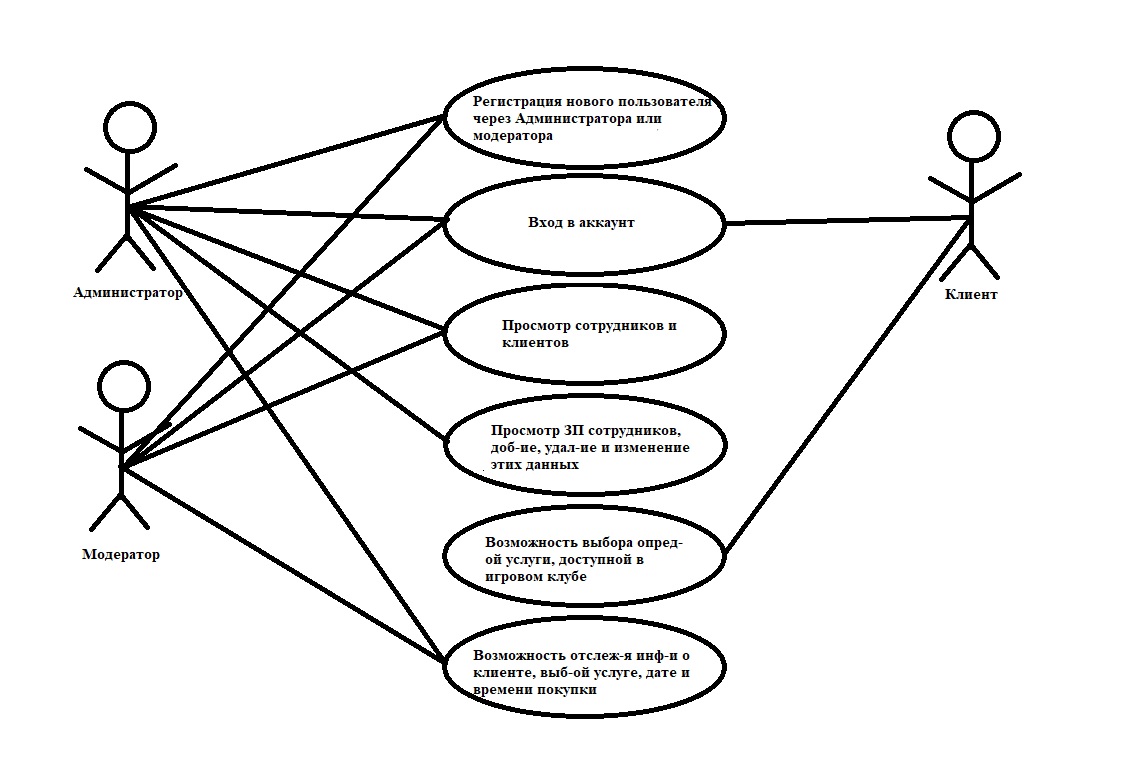 Регистрация нового пользователя
через Администратора или
модератора
Вход в аккаунт
Администратор
Клиент
Просмотр сотрудников и
клиентов
Просмотр ЗП сотрудников,
доб-ие, удал-ие и изменение
этих данных
Модератор
Возможность выбора опред-
ой услуги, доступной в
игровом клубе
Возможность отслеж-я инф-и о
клиенте, выб-ой услуге, дате и
времени покупки